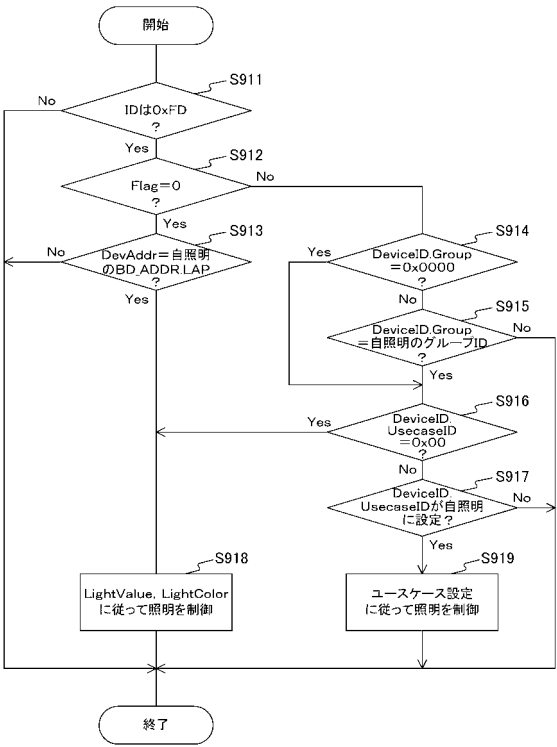 開始
S911
No
IDは0xFD
?
Yes
S912
No
Flag=0
?
Yes
S913
No
DevAddr=自照明
のBD_ADDR.LAP
?
Yes
S914
Yes
DeviceID.Group
=0x0000
?
No
S915
No
DeviceID.Group
=自照明のグループID
?
Yes
S916
Yes
DeviceID.
UsecaseID
=0x00
?
No
S917
No
DeviceID.
UsecaseIDが自照明
に設定?
Yes
S918
LightValue, LightColor
に従って照明を制御
S919
ユースケース設定
に従って照明を制御
終了